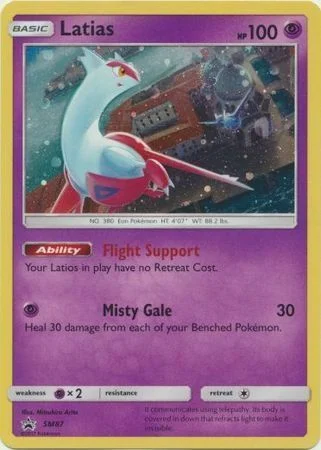 BASIC
Latias
HP 100
NO. 380 Eon Pokémon HT: 4'07" WT: 88.2 lbs.
Ability Flight Support
Your Latios in play have no Retreat Cost.
Misty Gale 30
Heal 30 damage from each of your Benched Pokémon.
weakness ×2 resistance retreat
Illus. Mitsuhiro Arita
SM87
©2017 Pokémon
It communicates using telepathy. Its body is
covered in down that refracts light to make it
invisible.